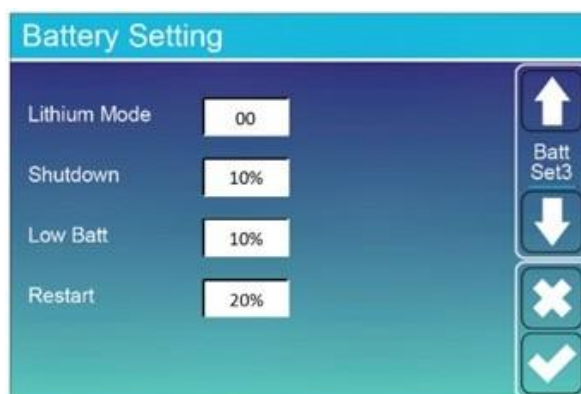 Battery Setting
Lithium Mode 00
Shutdown 10%
Low Batt 10%
Restart 20%
Batt
Set3